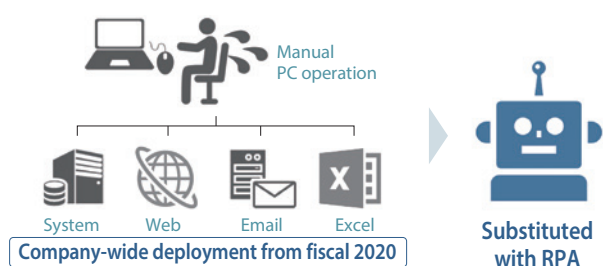 Manual
PC operation
X
System
Web
Email
Excel
Company-wide deployment from fiscal 2020
Substituted
with RPA